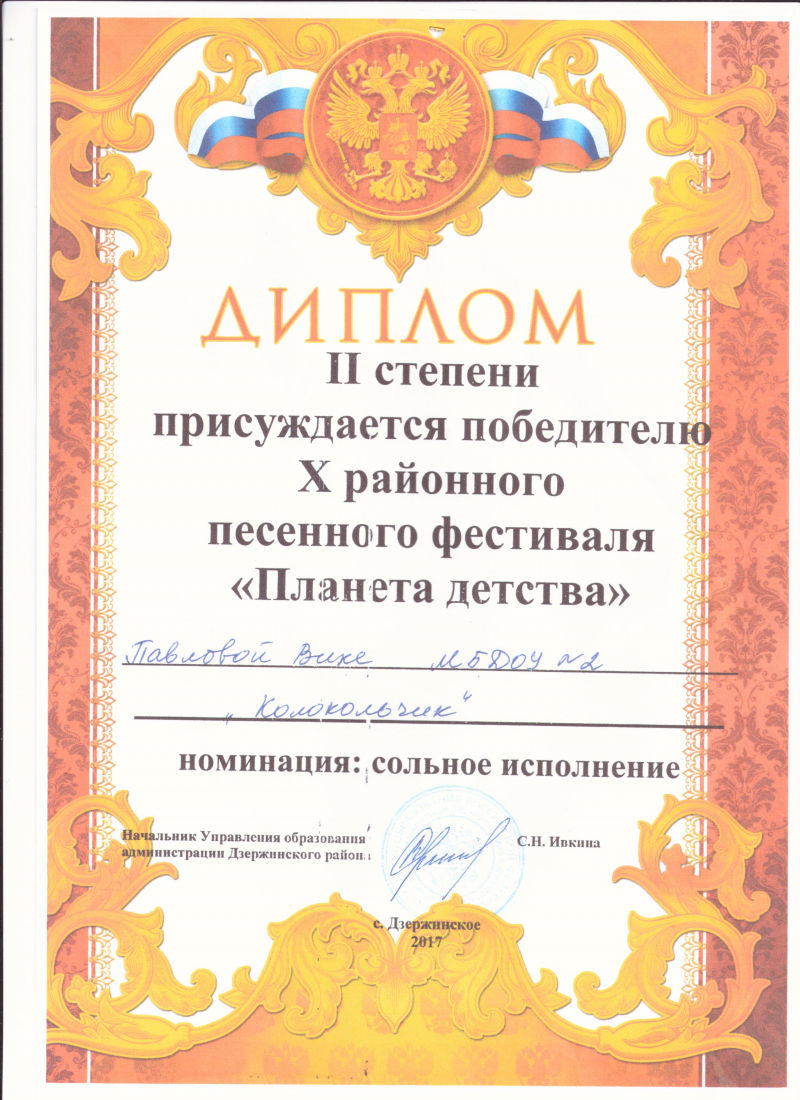 ДИПЛОМ
II степени
присуждается победителю
X районного
песенного фестиваля
«Планета детства»
Павловой Вике МБДОУ №2
„Колокольчик"
номинация: сольное исполнение
Начальник Управления образования
администрации Дзержинского района
С.Н. Ивкина
с. Дзержинское
2017